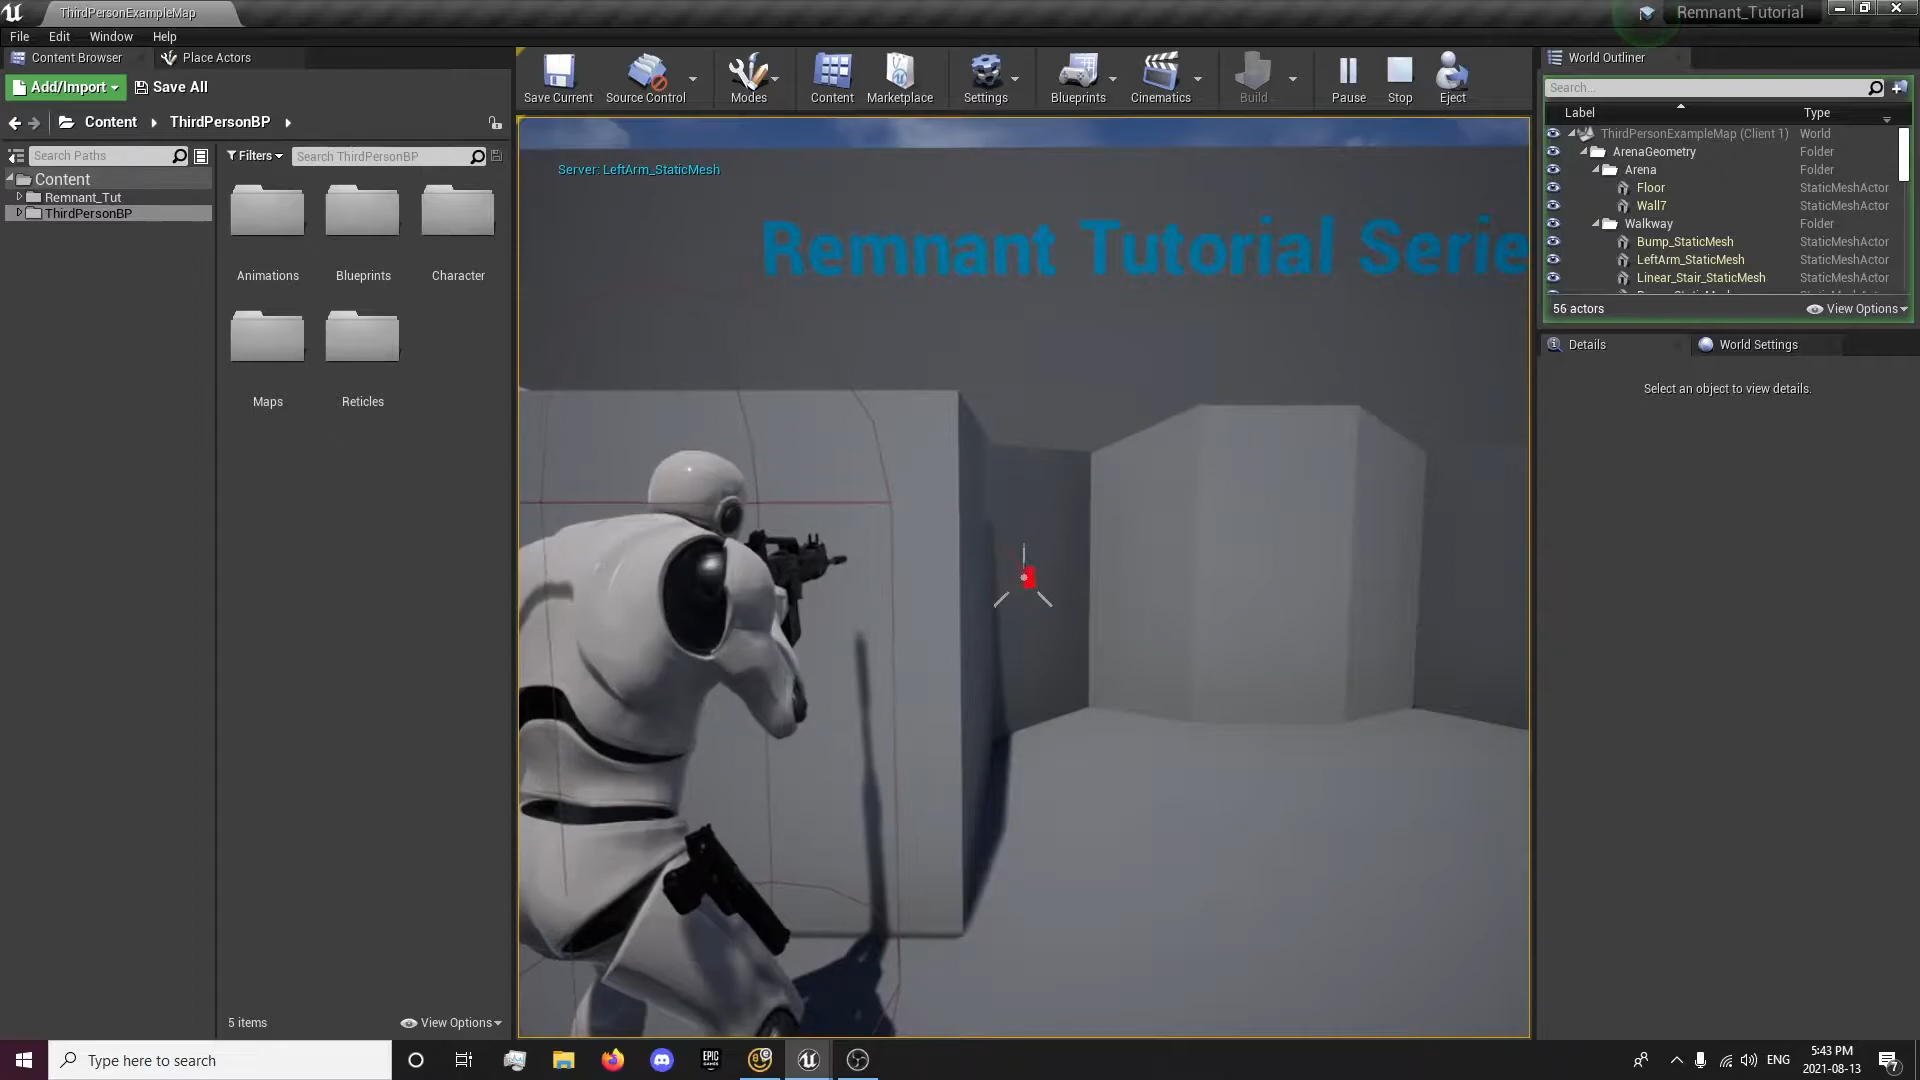 ThirdPersonExampleMap
Remnant_Tutorial
File Edit Window Help
Content Browser
Place Actors
Add/Import
Save All
Content
ThirdPersonBP
Search Paths
Filters
Search ThirdPersonBP
Content
Remnant_Tut
ThirdPersonBP
Animations
Blueprints
Character
Maps
Reticles
5 items
View Options
Save Current
Source Control
Modes
Content
Marketplace
Settings
Blueprints
Cinematics
Build
Pause
Stop
Eject
Server: LeftArm_StaticMesh
Remnant Tutorial Serie
World Outliner
Search...
Label
Type
ThirdPersonExampleMap (Client 1) World
ArenaGeometry Folder
Arena Folder
Floor StaticMeshActor
Wall7 StaticMeshActor
Walkway Folder
Bump_StaticMesh StaticMeshActor
LeftArm_StaticMesh StaticMeshActor
Linear_Stair_StaticMesh StaticMeshActor
56 actors
View Options
Details
World Settings
Select an object to view details.
Type here to search
EPIC
GAMES
ENG
5:43 PM
2021-08-13
7